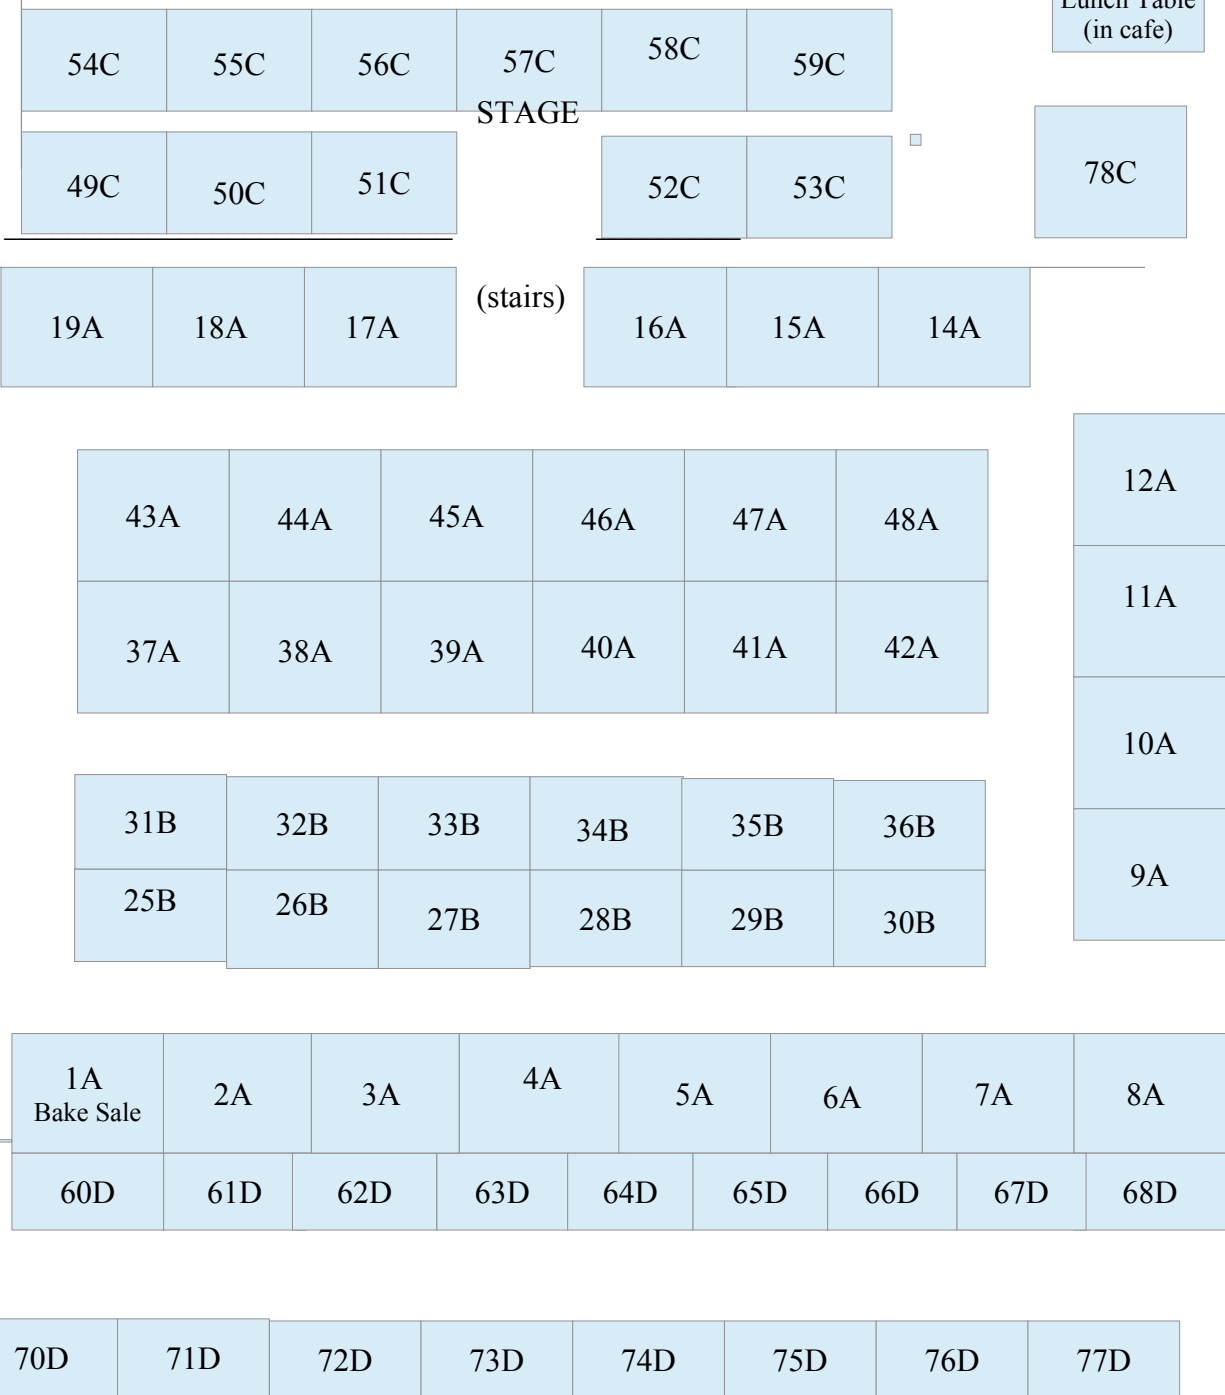 Lunch Table
(in cafe)
54C 55C 56C 57C 58C 59C
STAGE
49C 50C 51C 52C 53C 78C
19A 18A 17A (stairs) 16A 15A 14A
43A 44A 45A 46A 47A 48A 12A
11A
37A 38A 39A 40A 41A 42A
10A
31B 32B 33B 34B 35B 36B
9A
25B 26B 27B 28B 29B 30B
1A 2A 3A 4A 5A 6A 7A 8A
Bake Sale
60D 61D 62D 63D 64D 65D 66D 67D 68D
70D 71D 72D 73D 74D 75D 76D 77D